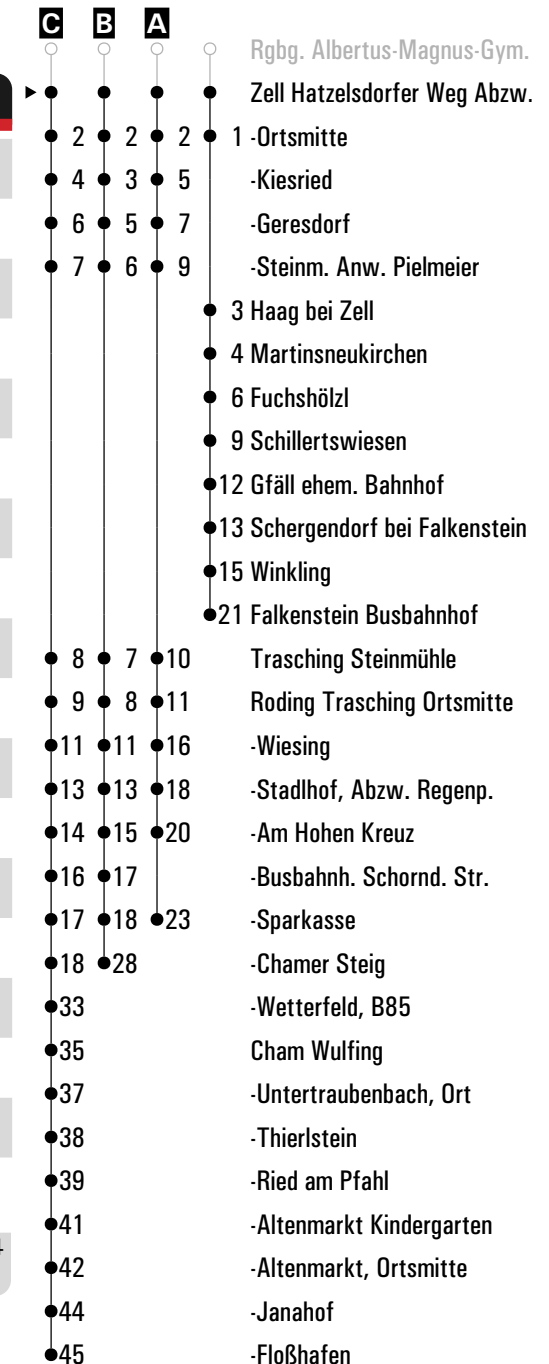 C B A
Rgbg. Albertus-Magnus-Gym.
Zell Hatzelsdorfer Weg Abzw.
2 2 2 1 -Ortsmitte
4 3 5 -Kiesried
6 5 7 -Geresdorf
7 6 9 -Steinm. Anw. Pielmeier
3 Haag bei Zell
4 Martinsneukirchen
6 Fuchshölzl
9 Schillertswiesen
12 Gfäll ehem. Bahnhof
13 Schergendorf bei Falkenstein
15 Winkling
21 Falkenstein Busbahnhof
8 7 10 Trasching Steinmühle
9 8 11 Roding Trasching Ortsmitte
11 11 16 -Wiesing
13 13 18 -Stadlhof, Abzw. Regenp.
14 15 20 -Am Hohen Kreuz
16 17 -Busbahnh. Schornd. Str.
17 18 23 -Sparkasse
18 28 -Chamer Steig
33 -Wetterfeld, B85
35 Cham Wulfing
37 -Untertraubenbach, Ort
38 -Thierlstein
39 -Ried am Pfahl
41 -Altenmarkt Kindergarten
42 -Altenmarkt, Ortsmitte
44 -Janahof
45 -Floßhafen